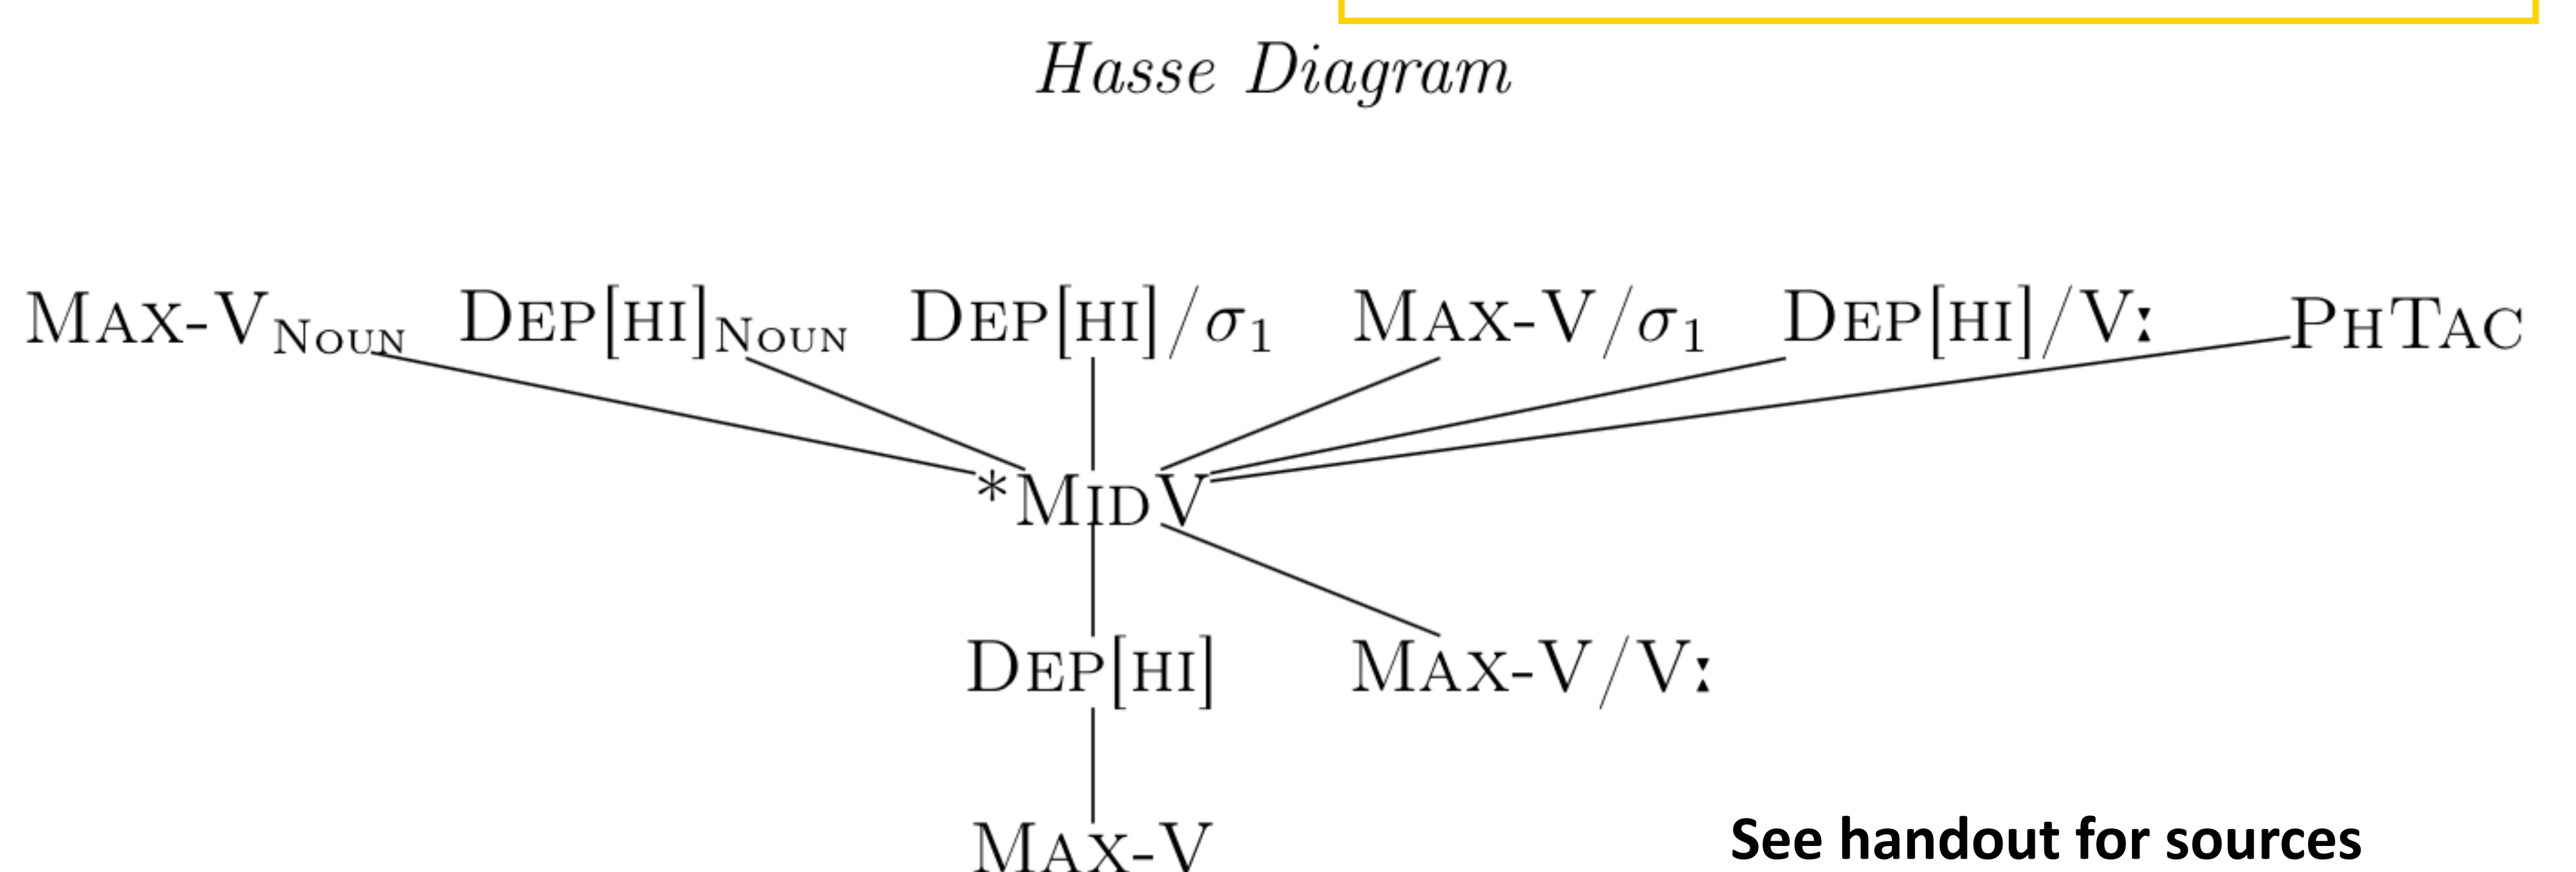 Hasse Diagram
MAX-V_NOUN DEP[HI]_NOUN DEP[HI]/σ₁ MAX-V/σ₁ DEP[HI]/Vː PHTAC
*MIDV
DEP[HI] MAX-V/Vː
MAX-V
See handout for sources